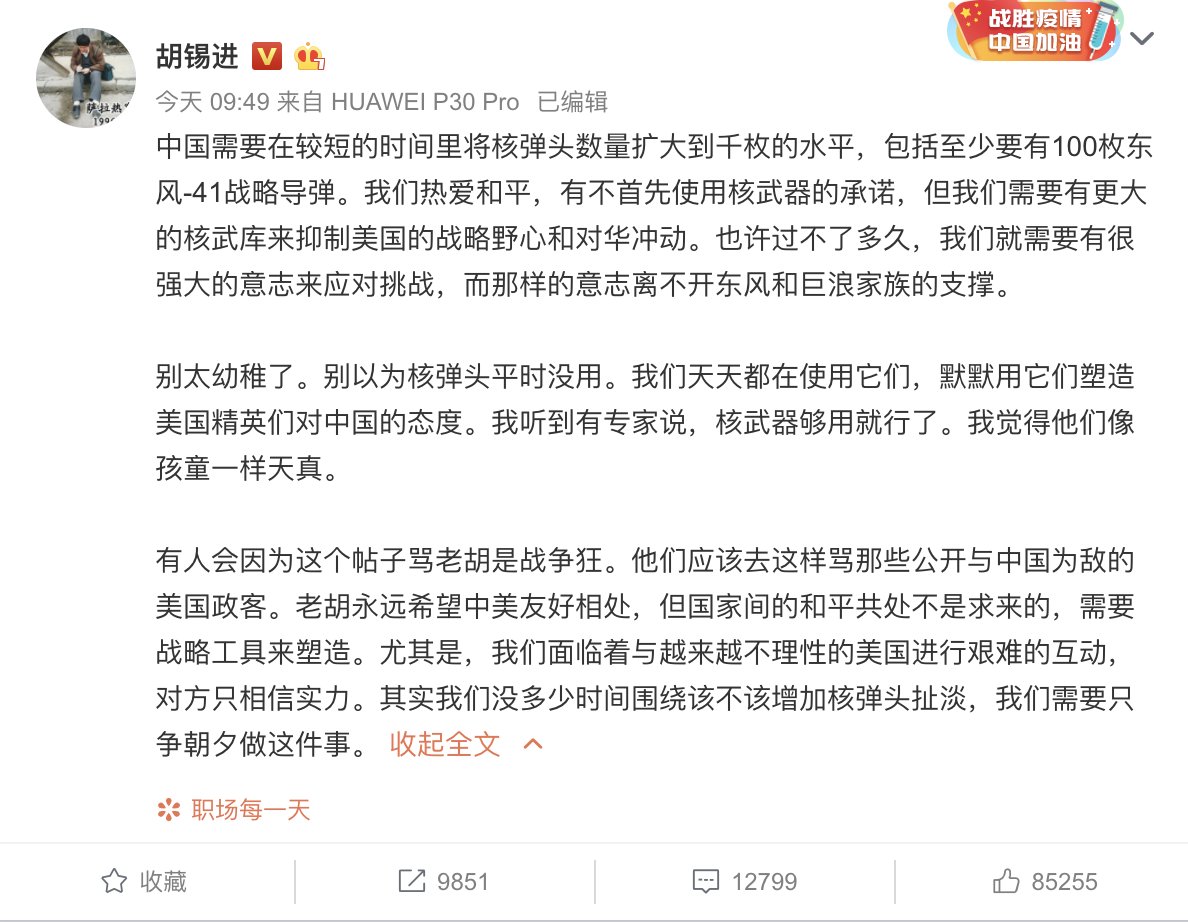 战胜疫情
中国加油
胡锡进
今天 09:49 来自 HUAWEI P30 Pro 已编辑
中国需要在较短的时间里将核弹头数量扩大到千枚的水平，包括至少要有100枚东
风-41战略导弹。我们热爱和平，有不首先使用核武器的承诺，但我们需要有更大
的核武库来抑制美国的战略野心和对华冲动。也许过不了多久，我们就需要有很
强大的意志来应对挑战，而那样的意志离不开东风和巨浪家族的支撑。
别太幼稚了。别以为核弹头平时没用。我们天天都在使用它们，默默用它们塑造
美国精英们对中国的态度。我听到有专家说，核武器够用就行了。我觉得他们像
孩童一样天真。
有人会因为这个帖子骂老胡是战争狂。他们应该去这样骂那些公开与中国为敌的
美国政客。老胡永远希望中美友好相处，但国家间的和平共处不是求来的，需要
战略工具来塑造。尤其是，我们面临着与越来越不理性的美国进行艰难的互动，
对方只相信实力。其实我们没多少时间围绕该不该增加核弹头扯淡，我们需要只
争朝夕做这件事。 收起全文
职场每一天
收藏 9851 12799 85255